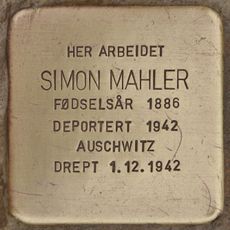 HER ARBEIDET
SIMON MAHLER
FØDSELSÅR 1886
DEPORTERT 1942
AUSCHWITZ
DREPT 1.12.1942